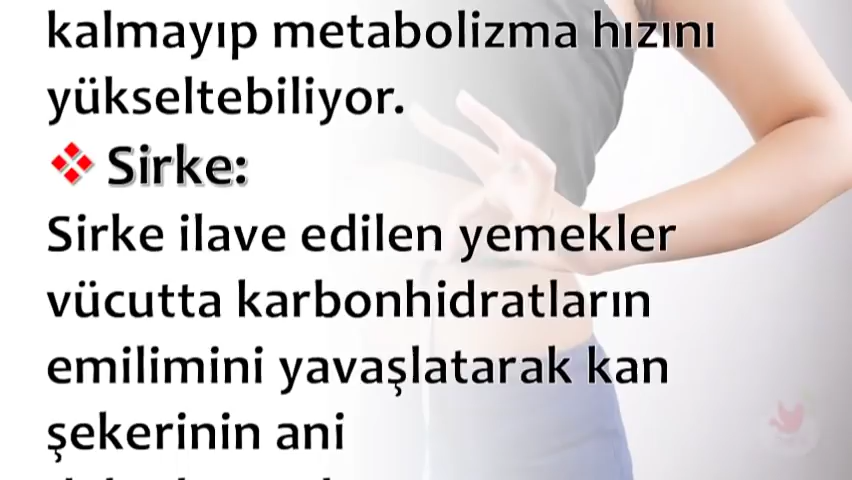 kalmayıp metabolizma hızını
yükseltebiliyor.
Sirke:
Sirke ilave edilen yemekler
vücutta karbonhidratların
emilimini yavaşlatarak kan
şekerinin ani